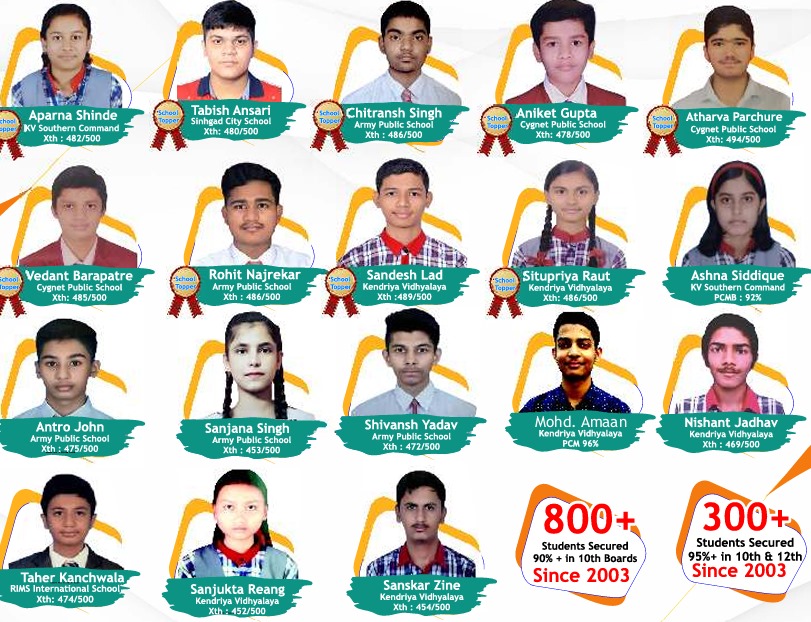 School Topper
Aparna Shinde
KV Southern Command
Xth : 482/500
School Topper
Tabish Ansari
Sinhgad City School
Xth: 480/500
School Topper
Chitransh Singh
Army Public School
Xth : 486/500
School Topper
Aniket Gupta
Cygnet Public School
Xth: 478/500
School Topper
Atharva Parchure
Cygnet Public School
Xth: 494/500
School Topper
Vedant Barapatre
Cygnet Public School
Xth: 485/500
School Topper
Rohit Najrekar
Army Public School
Xth : 486/500
School Topper
Sandesh Lad
Kendriya Vidhyalaya
Xth :489/500
School Topper
Situpriya Raut
Kendriya Vidhyalaya
Xth: 486/500
Ashna Siddique
KV Southern Command
PCMB : 92%
Antro John
Army Public School
Xth : 475/500
Sanjana Singh
Army Public School
Xth : 453/500
Shivansh Yadav
Army Public School
Xth : 472/500
Mohd. Amaan
Kendriya Vidhyalaya
PCM 96%
Nishant Jadhav
Kendriya Vidhyalaya
Xth : 469/500
Taher Kanchwala
RIMS International School
Xth: 474/500
Sanjukta Reang
Kendriya Vidhyalaya
Xth : 452/500
Sanskar Zine
Kendriya Vidhyalaya
Xth : 454/500
800+
Students Secured
90% + in 10th Boards
Since 2003
300+
Students Secured
95%+ in 10th & 12th
Since 2003